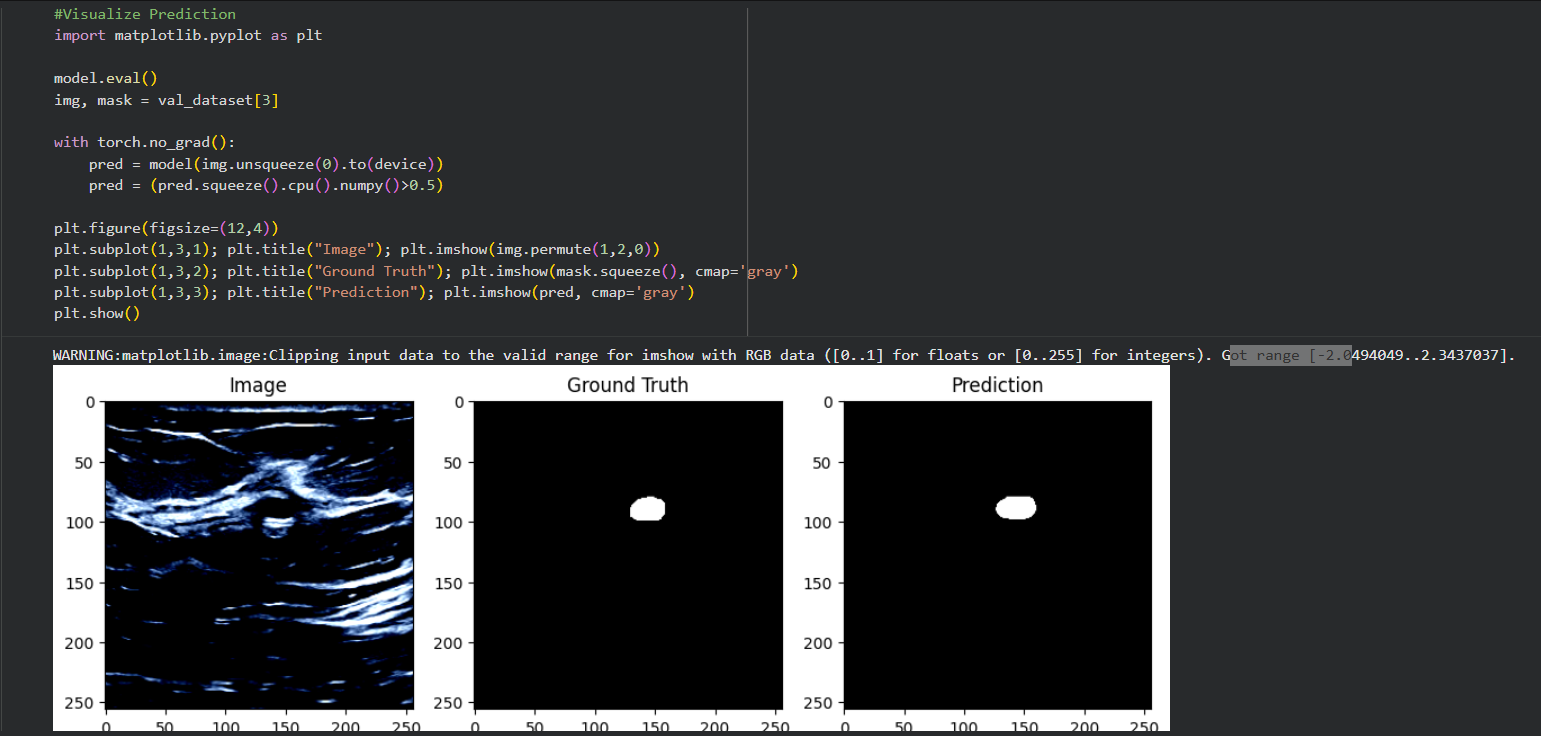 #Visualize Prediction
import matplotlib.pyplot as plt
model.eval()
img, mask = val_dataset[3]
with torch.no_grad():
    pred = model(img.unsqueeze(0).to(device))
    pred = (pred.squeeze().cpu().numpy()>0.5)
plt.figure(figsize=(12,4))
plt.subplot(1,3,1); plt.title("Image"); plt.imshow(img.permute(1,2,0))
plt.subplot(1,3,2); plt.title("Ground Truth"); plt.imshow(mask.squeeze(), cmap='gray')
plt.subplot(1,3,3); plt.title("Prediction"); plt.imshow(pred, cmap='gray')
plt.show()
WARNING:matplotlib.image:Clipping input data to the valid range for imshow with RGB data ([0..1] for floats or [0..255] for integers). Got range [-2.0494049..2.3437037].
Image Ground Truth Prediction
0 0 0
50 50 50
100 100 100
150 150 150
200 200 200
250 250 250
0 50 100 150 200 250 0 50 100 150 200 250 0 50 100 150 200 250